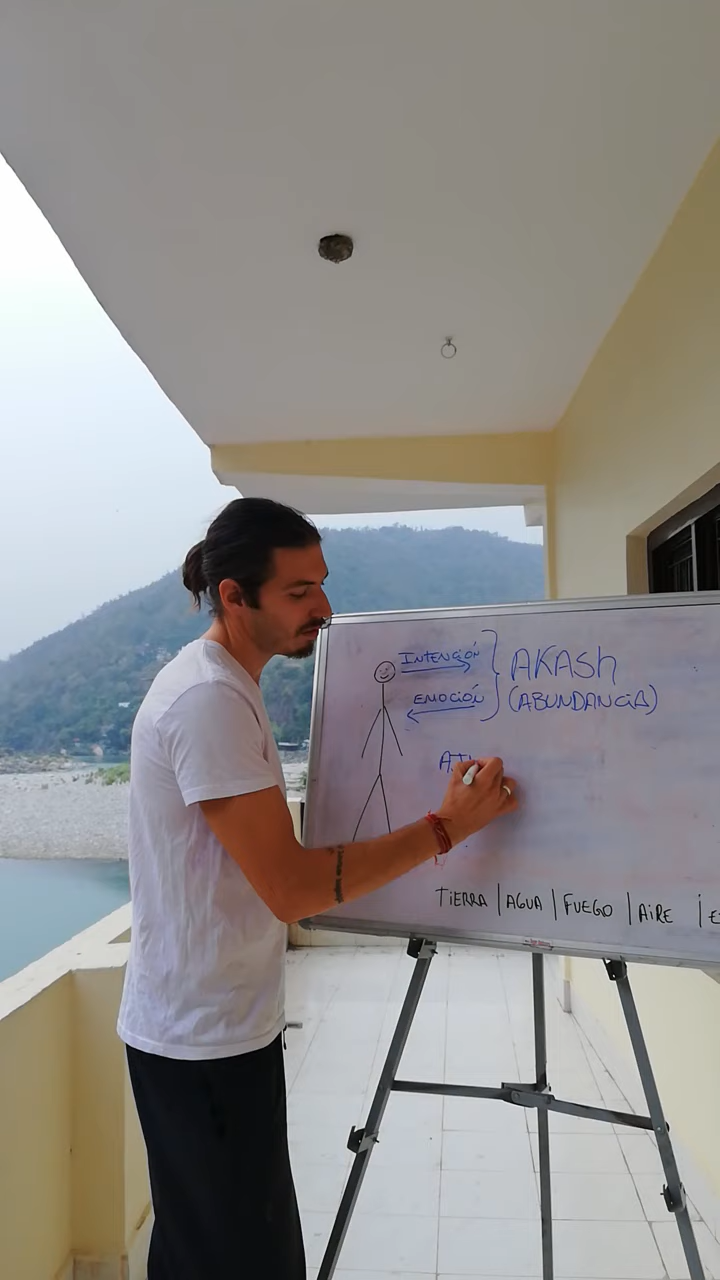 INTENCIÓN
EMOCIÓN
AKASH
(ABUNDANCIA)
TIERRA | AGUA | FUEGO | AIRE |